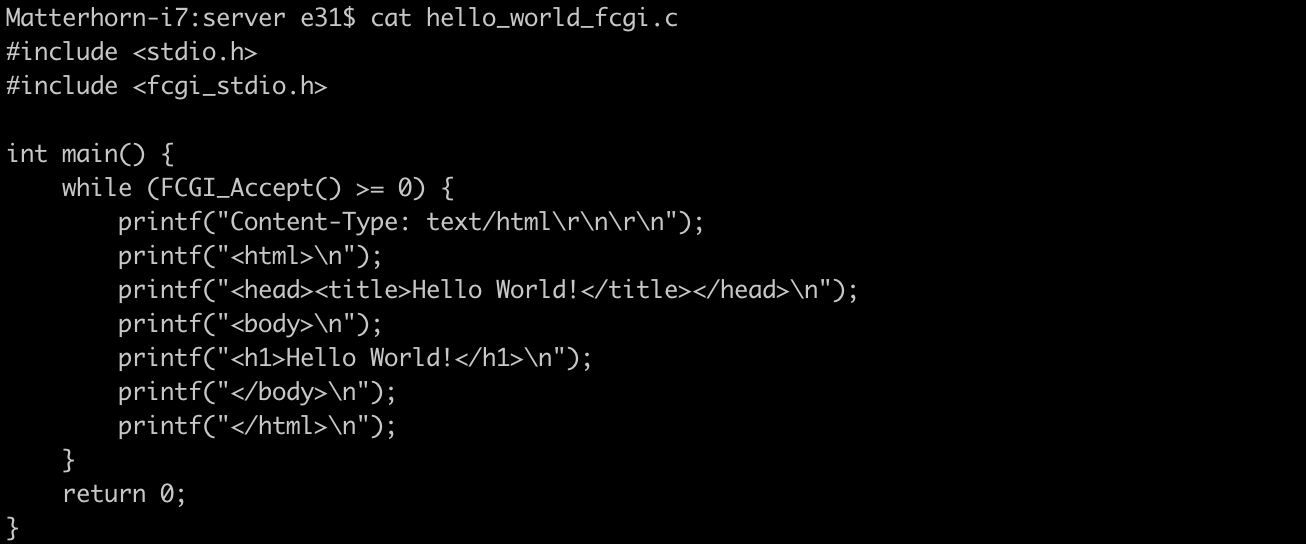 Matterhorn-i7:server e31$ cat hello_world_fcgi.c
#include <stdio.h>
#include <fcgi_stdio.h>

int main() {
    while (FCGI_Accept() >= 0) {
        printf("Content-Type: text/html\r\n\r\n");
        printf("<html>\n");
        printf("<head><title>Hello World!</title></head>\n");
        printf("<body>\n");
        printf("<h1>Hello World!</h1>\n");
        printf("</body>\n");
        printf("</html>\n");
    }
    return 0;
}